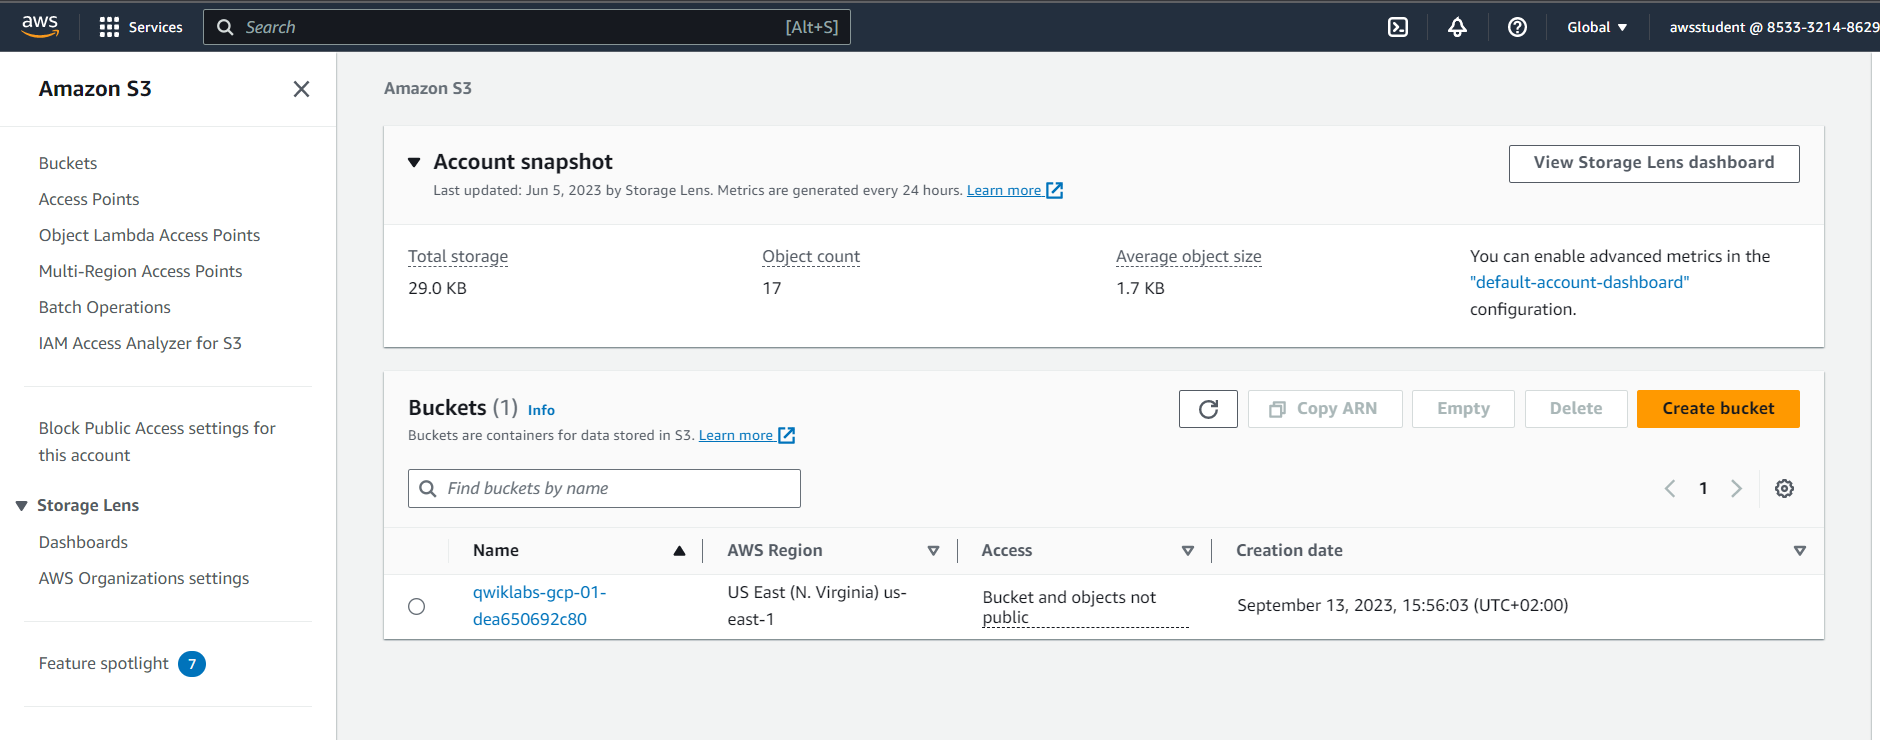 aws
Services
Search
[Alt+S]
Global
awsstudent @ 8533-3214-8629
Amazon S3
Buckets
Access Points
Object Lambda Access Points
Multi-Region Access Points
Batch Operations
IAM Access Analyzer for S3
Block Public Access settings for
this account
Storage Lens
Dashboards
AWS Organizations settings
Feature spotlight 7
Amazon S3
Account snapshot
Last updated: Jun 5, 2023 by Storage Lens. Metrics are generated every 24 hours. Learn more
View Storage Lens dashboard
Total storage
29.0 KB
Object count
17
Average object size
1.7 KB
You can enable advanced metrics in the
"default-account-dashboard"
configuration.
Buckets (1) Info
Buckets are containers for data stored in S3. Learn more
Copy ARN
Empty
Delete
Create bucket
Find buckets by name
1
Name
AWS Region
Access
Creation date
qwiklabs-gcp-01-
dea650692c80
US East (N. Virginia) us-
east-1
Bucket and objects not
public
September 13, 2023, 15:56:03 (UTC+02:00)